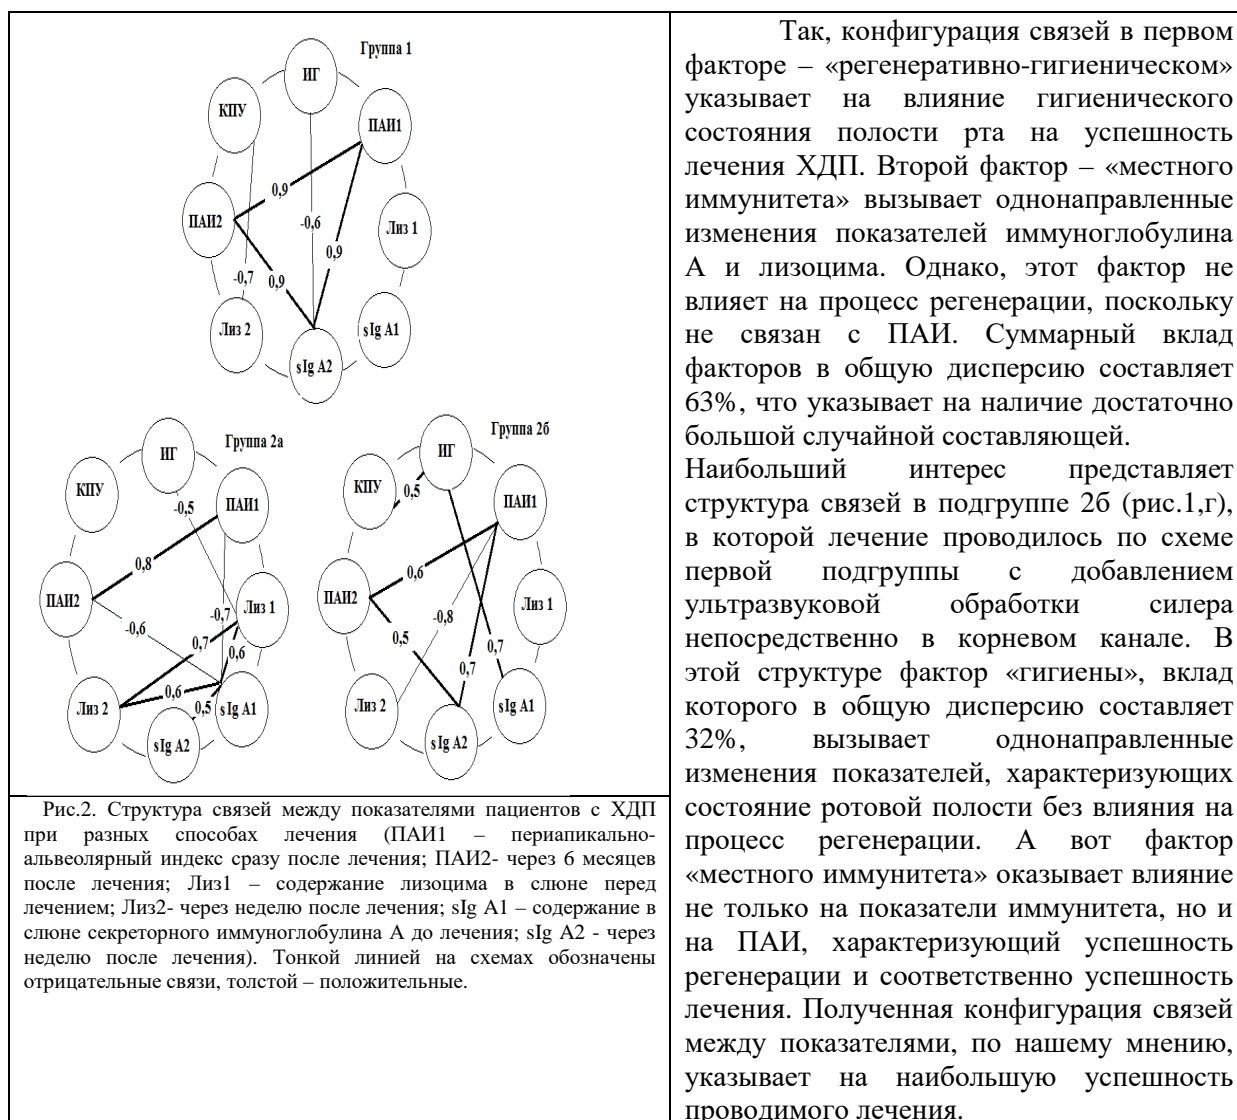 Группа 1
ИГ
КПУ
ПАИ1
0,9
ПАИ2
-0,6
Лиз 1
0,9
-0,7
0,9
Лиз 2
sIg A1
sIg A2
Группа 2а
ИГ
КПУ
-0,5
ПАИ1
0,8
ПАИ2
Лиз 1
-0,7
-0,6
0,7
0,6
0,6
Лиз 2
0,5
sIg A1
sIg A2
Группа 2б
ИГ
КПУ
0,5
ПАИ1
0,6
ПАИ2
Лиз 1
-0,8
0,5
0,7
0,7
Лиз 2
sIg A1
sIg A2
Рис.2. Структура связей между показателями пациентов с ХДП
при разных способах лечения (ПАИ1 – периапикально-
альвеолярный индекс сразу после лечения; ПАИ2- через 6 месяцев
после лечения; Лиз1 – содержание лизоцима в слюне перед
лечением; Лиз2- через неделю после лечения; sIg A1 – содержание в
слюне секреторного иммуноглобулина А до лечения; sIg A2 - через
неделю после лечения). Тонкой линией на схемах обозначены
отрицательные связи, толстой – положительные.
Так, конфигурация связей в первом
факторе – «регенеративно-гигиеническом»
указывает на влияние гигиенического
состояния полости рта на успешность
лечения ХДП. Второй фактор – «местного
иммунитета» вызывает однонаправленные
изменения показателей иммуноглобулина
А и лизоцима. Однако, этот фактор не
влияет на процесс регенерации, поскольку
не связан с ПАИ. Суммарный вклад
факторов в общую дисперсию составляет
63%, что указывает на наличие достаточно
большой случайной составляющей.
Наибольший интерес представляет
структура связей в подгруппе 2б (рис.1,г),
в которой лечение проводилось по схеме
первой подгруппы с добавлением
ультразвуковой обработки силера
непосредственно в корневом канале. В
этой структуре фактор «гигиены», вклад
которого в общую дисперсию составляет
32%, вызывает однонаправленные
изменения показателей, характеризующих
состояние ротовой полости без влияния на
процесс регенерации. А вот фактор
«местного иммунитета» оказывает влияние
не только на показатели иммунитета, но и
на ПАИ, характеризующий успешность
регенерации и соответственно успешность
лечения. Полученная конфигурация связей
между показателями, по нашему мнению,
указывает на наибольшую успешность
проводимого лечения.